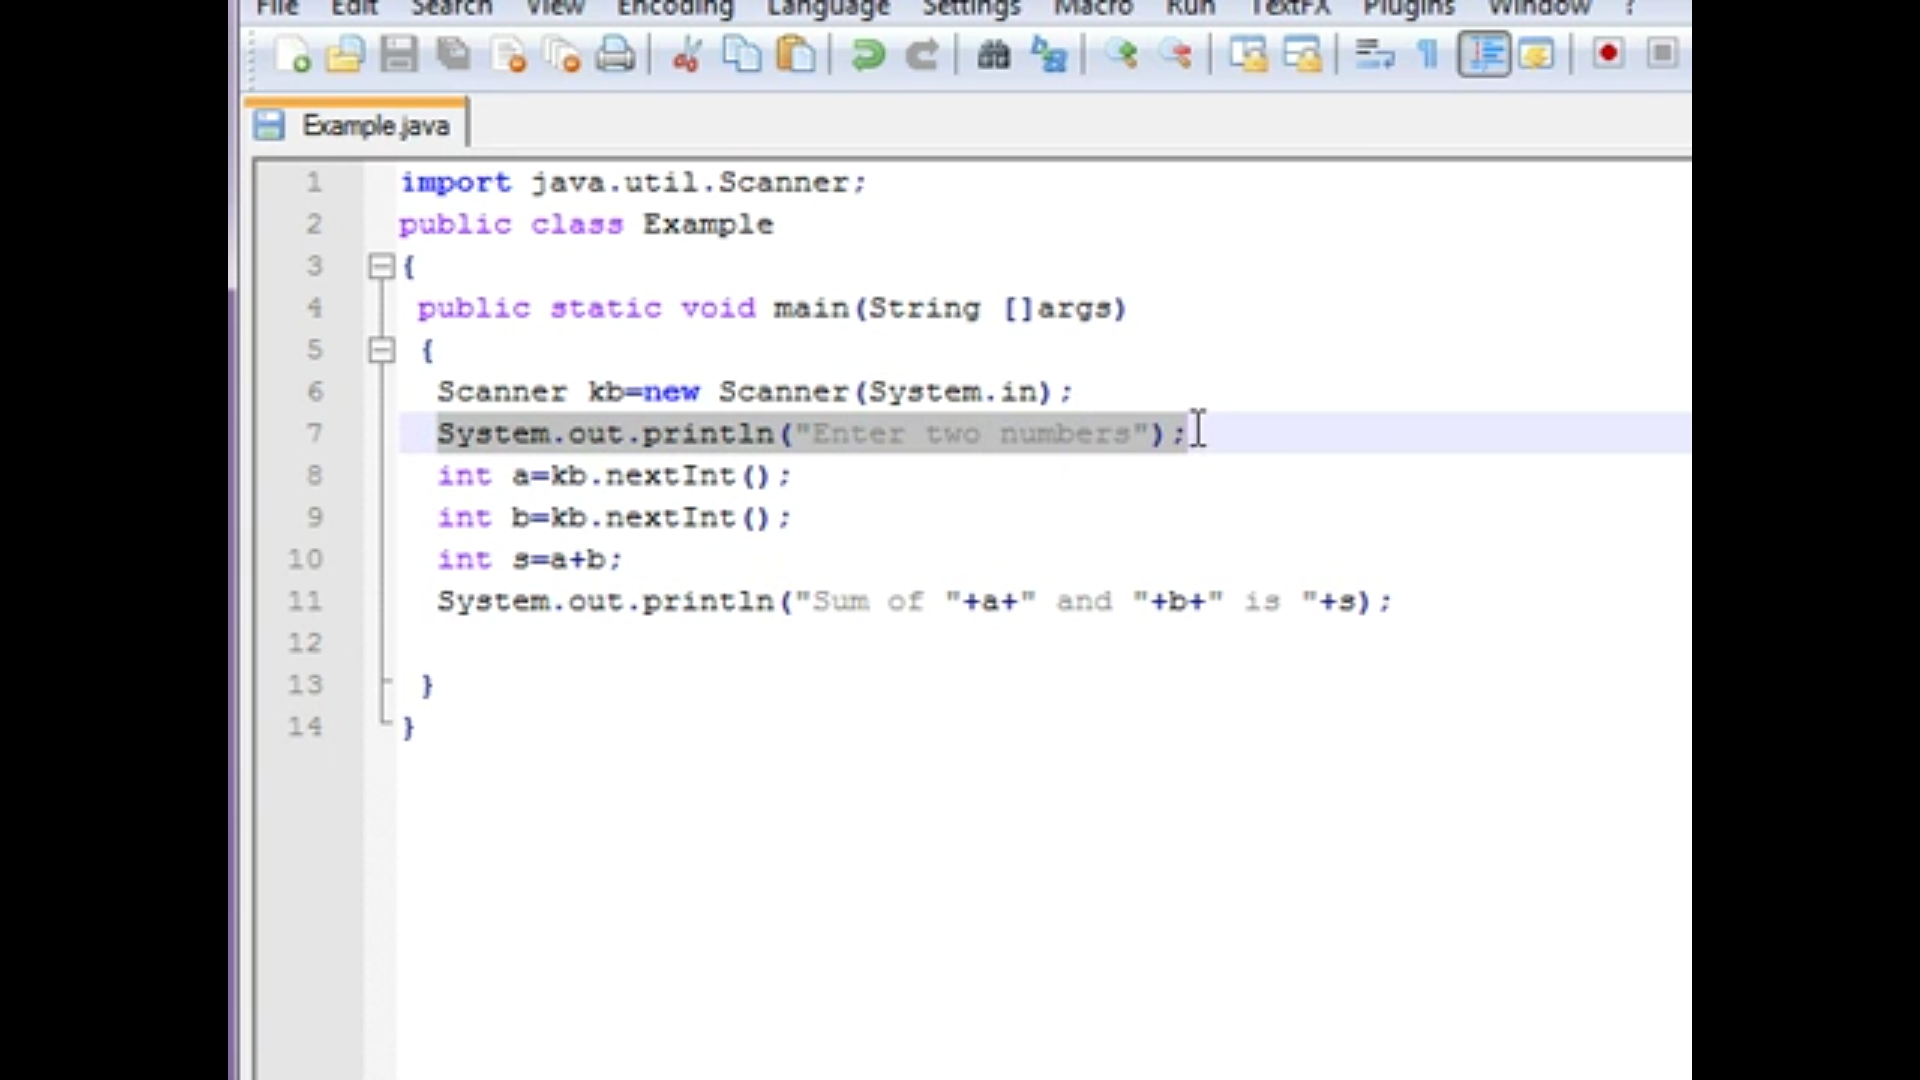 File Edit Search View Encoding Language Settings Macro Run TextFX Plugins Window ?
Example.java
1 import java.util.Scanner;
2 public class Example
3 {
4 public static void main(String []args)
5 {
6 Scanner kb=new Scanner(System.in);
7 System.out.println("Enter two numbers");
8 int a=kb.nextInt();
9 int b=kb.nextInt();
10 int s=a+b;
11 System.out.println("Sum of "+a+" and "+b+" is "+s);
12
13 }
14 }